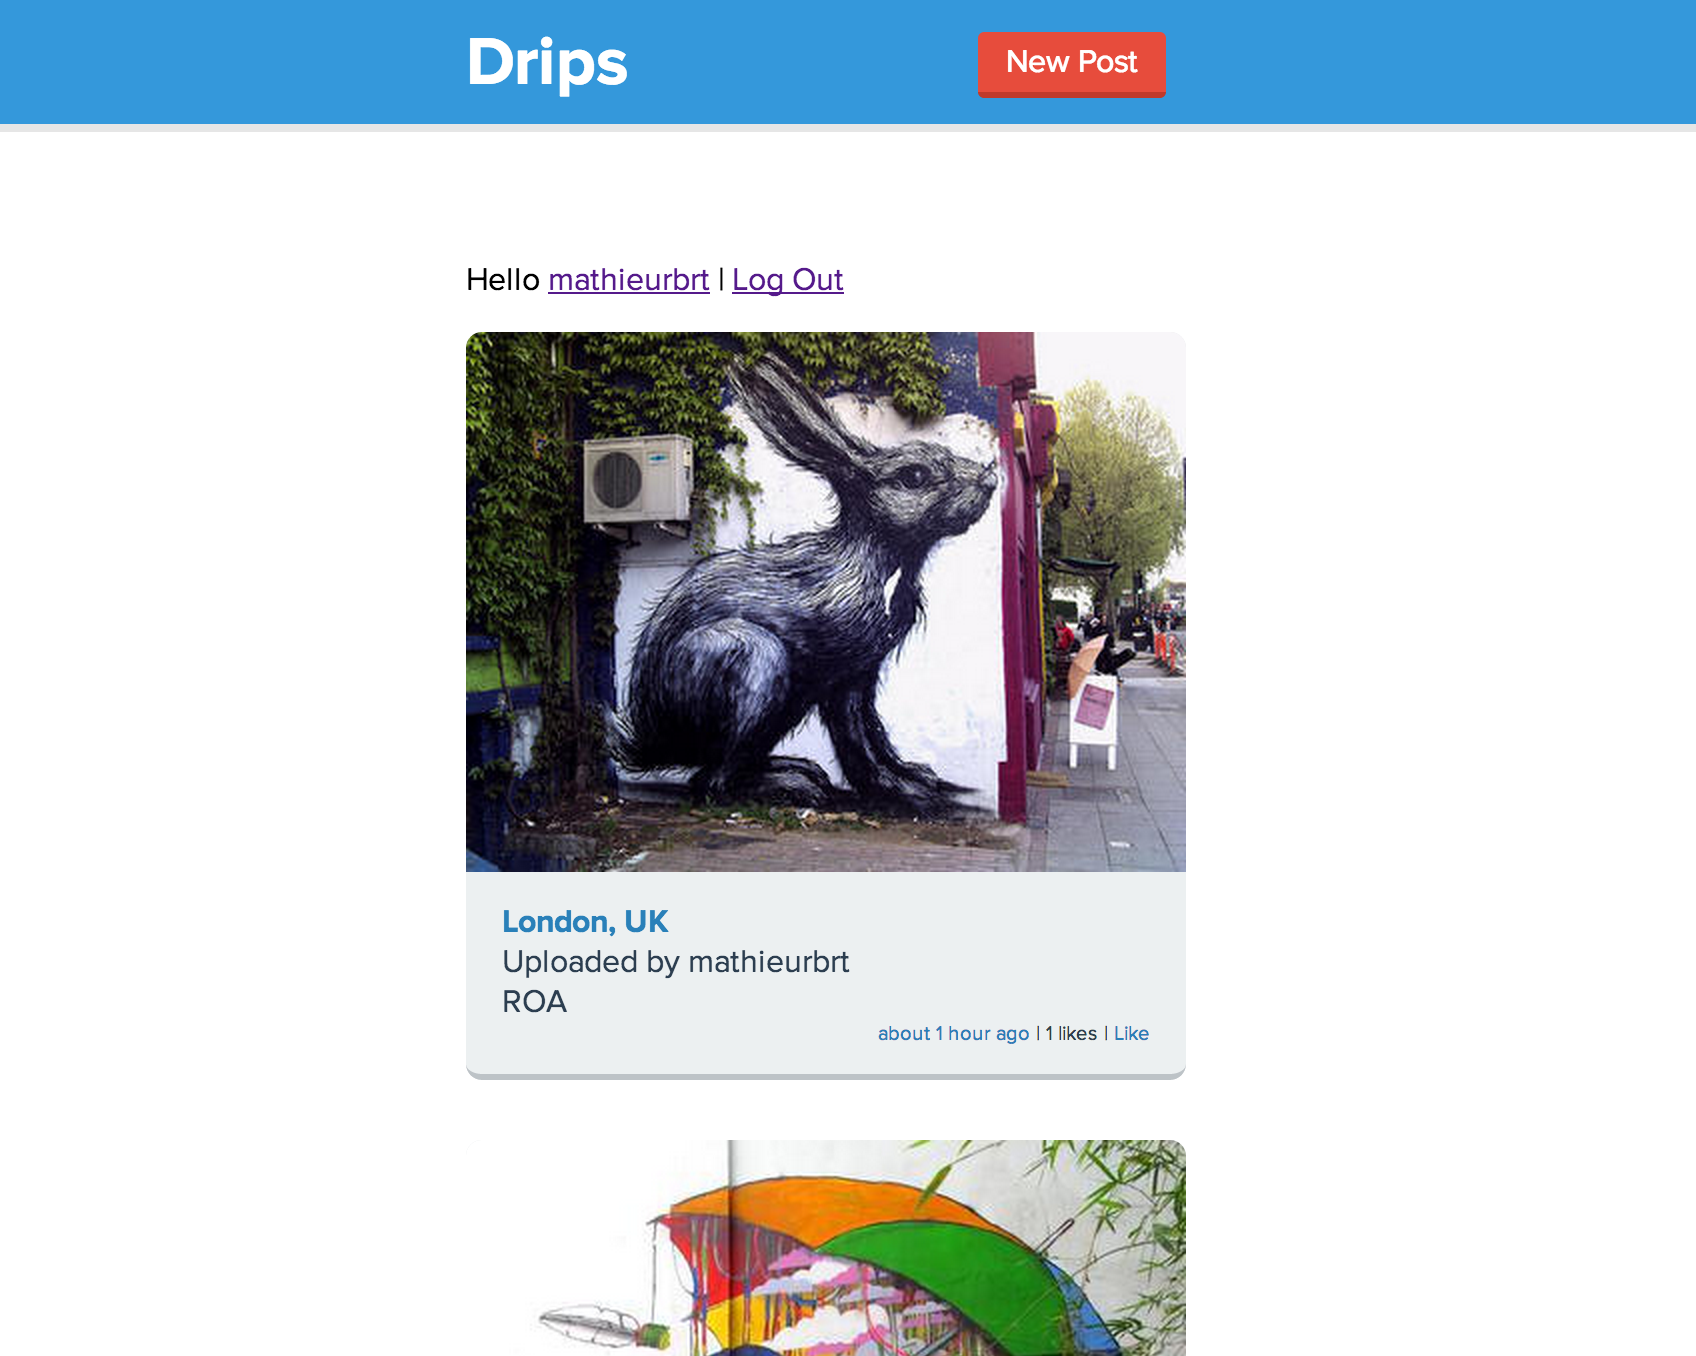 Drips
New Post
Hello mathieurbrt | Log Out
London, UK
Uploaded by mathieurbrt
ROA
about 1 hour ago | 1 likes | Like